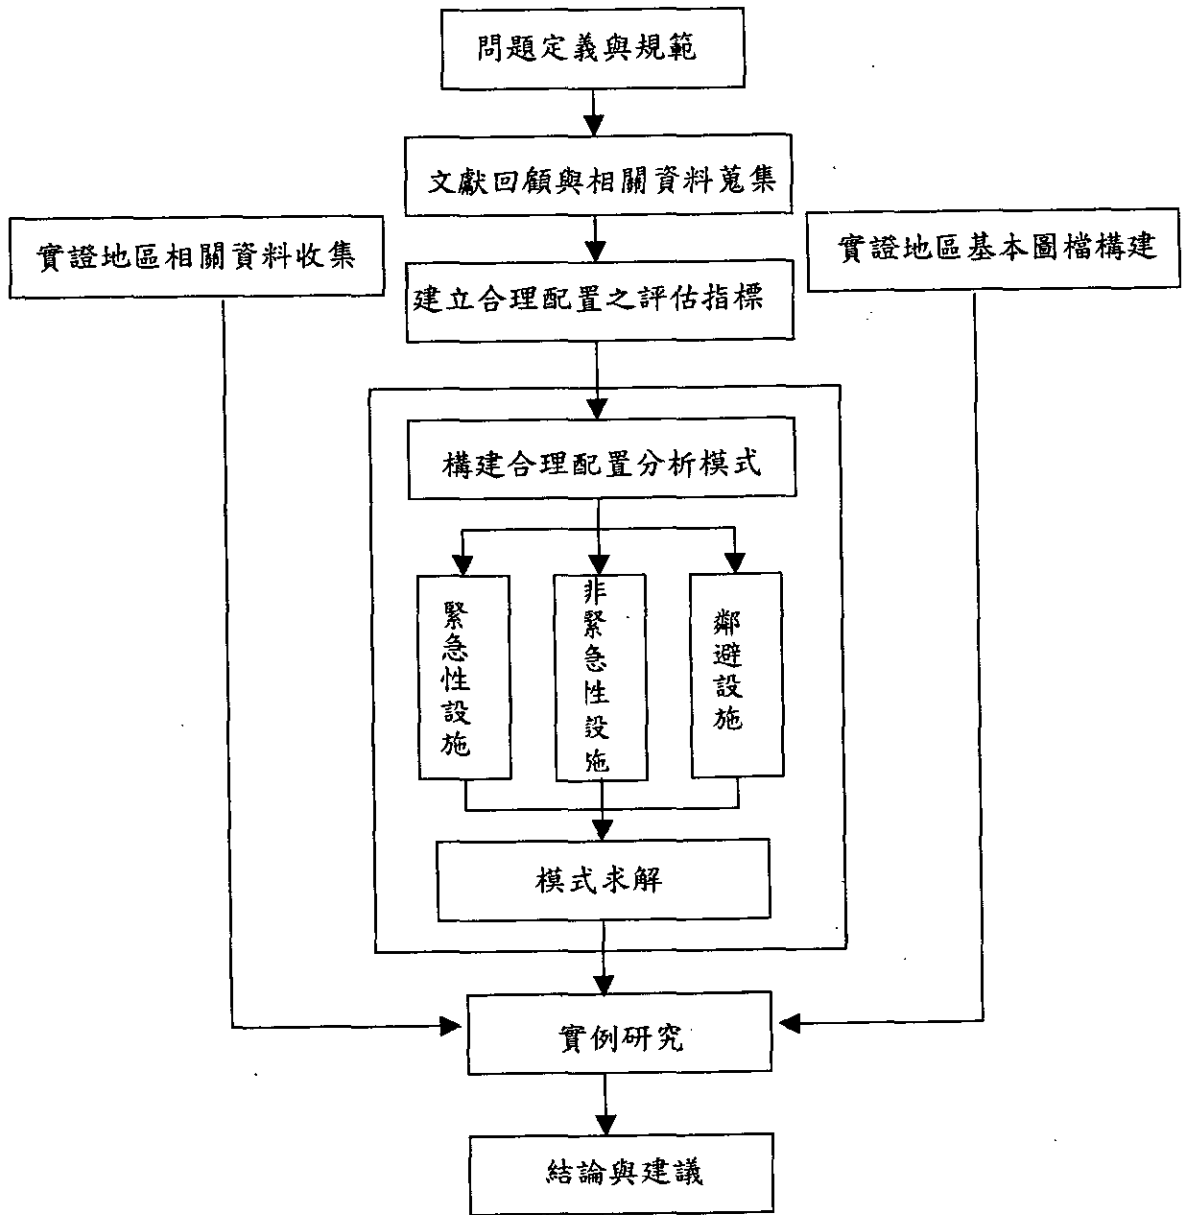 問題定義與規範
文獻回顧與相關資料蒐集
實證地區相關資料收集
實證地區基本圖檔構建
建立合理配置之評估指標
構建合理配置分析模式
緊急性設施
非緊急性設施
鄰避設施
模式求解
實例研究
結論與建議